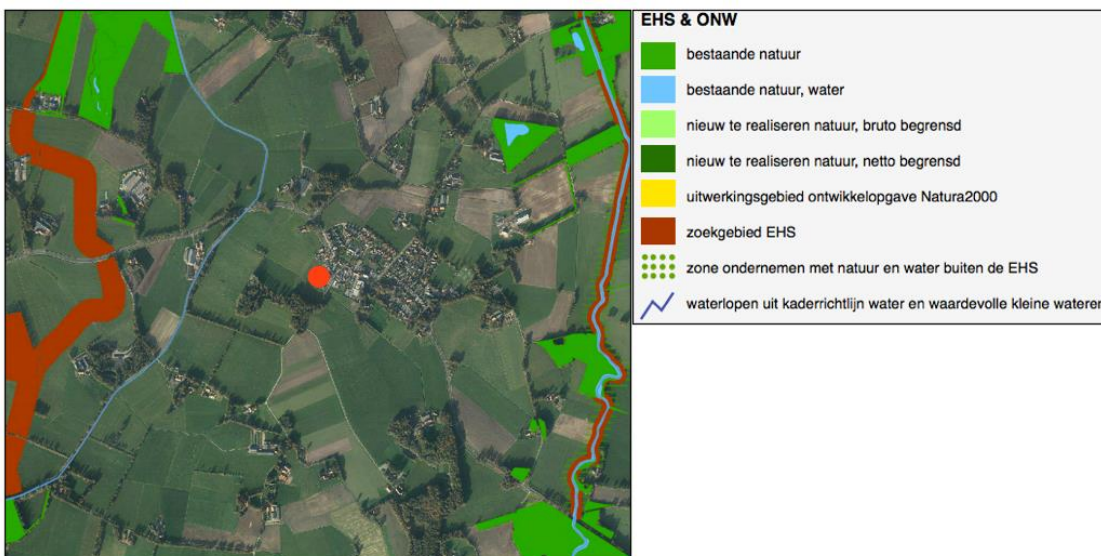 EHS & ONW
bestaande natuur
bestaande natuur, water
nieuw te realiseren natuur, bruto begrensd
nieuw te realiseren natuur, netto begrensd
uitwerkingsgebied ontwikkelopgave Natura2000
zoekgebied EHS
zone ondernemen met natuur en water buiten de EHS
waterlopen uit kaderrichtlijn water en waardevolle kleine wateren